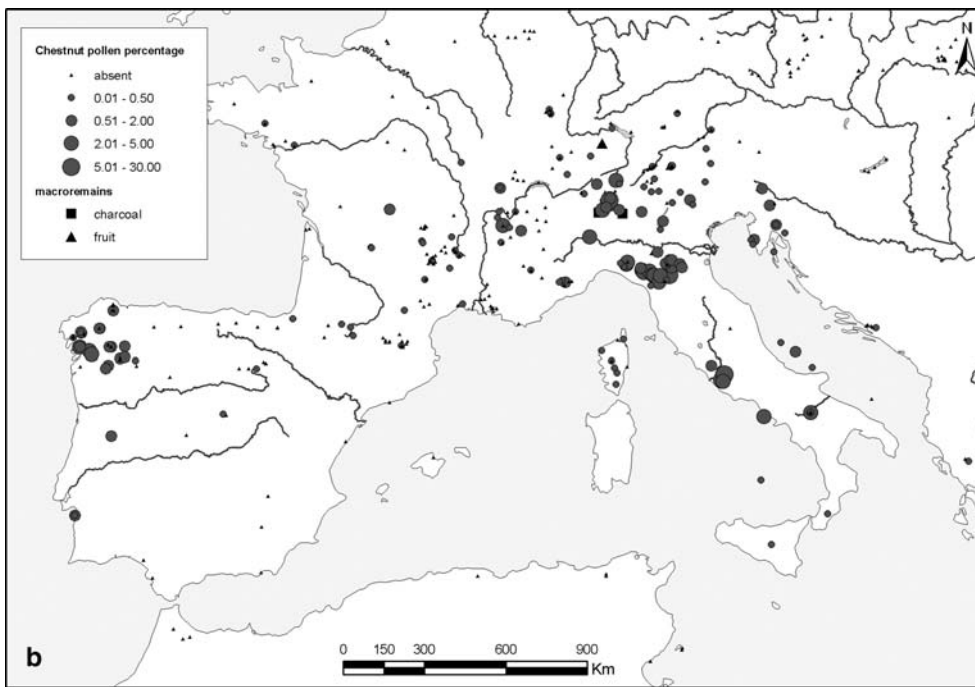 Chestnut pollen percentage
absent
0.01 - 0.50
0.51 - 2.00
2.01 - 5.00
5.01 - 30.00
macroremains
charcoal
fruit
N
b
0 150 300 600 900
Km